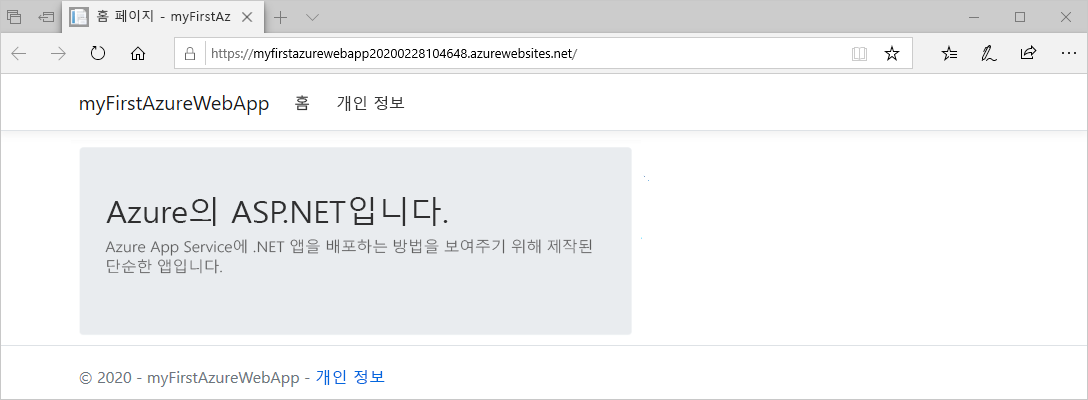 홈 페이지 - myFirstAz
https://myfirstazurewebapp20200228104648.azurewebsites.net/
myFirstAzureWebApp 홈 개인 정보
Azure의 ASP.NET입니다.
Azure App Service에 .NET 앱을 배포하는 방법을 보여주기 위해 제작된
단순한 앱입니다.
© 2020 - myFirstAzureWebApp - 개인 정보